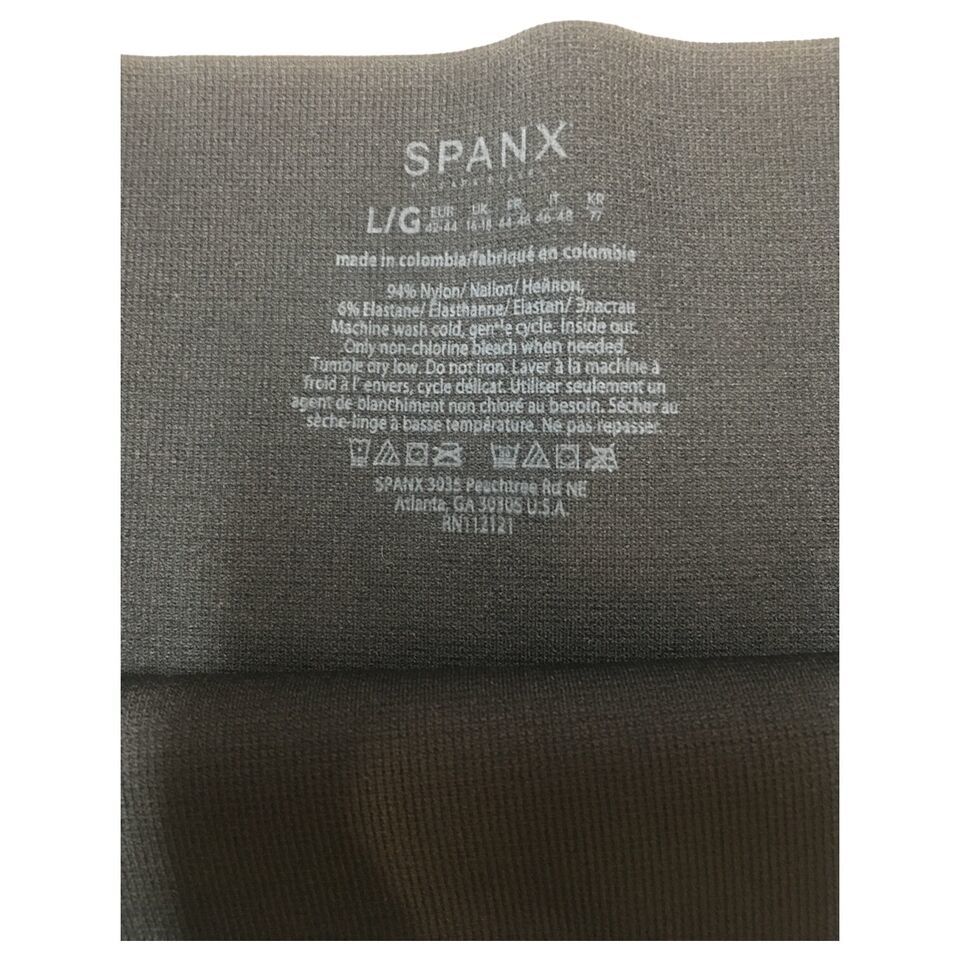 SPANX
L/G EUR 42-44 UK 16-18 FR 44-46 IT 46-48 KR 77
made in colombia/fabriqué en colombie
94% Nylon/ Nailon/ Нейлон,
6% Elastane/ Élasthanne/ Elastan/ Эластан
Machine wash cold, gentle cycle. Inside out.
Only non-chlorine bleach when needed.
Tumble dry low. Do not iron. Laver à la machine à
froid à l'envers, cycle délicat. Utiliser seulement un
agent de blanchiment non chloré au besoin. Sécher au
sèche-linge à basse température. Ne pas repasser.
SPANX 3035 Peachtree Rd NE
Atlanta, GA 30305 U.S.A.
RN112121